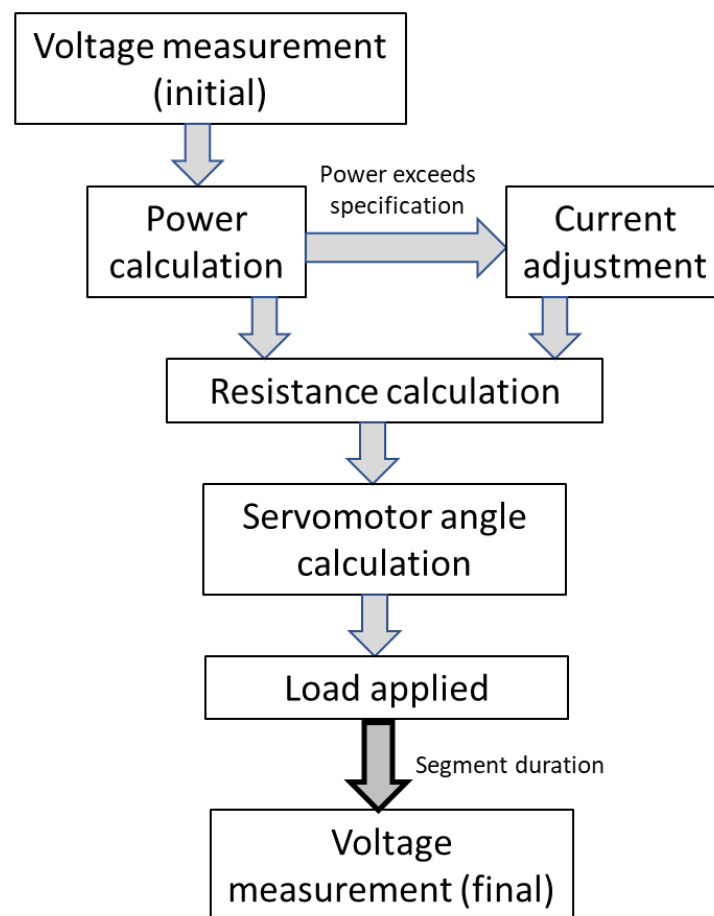 Voltage measurement
(initial)
Power exceeds
specification
Power
calculation
Current
adjustment
Resistance calculation
Servomotor angle
calculation
Load applied
Segment duration
Voltage
measurement (final)